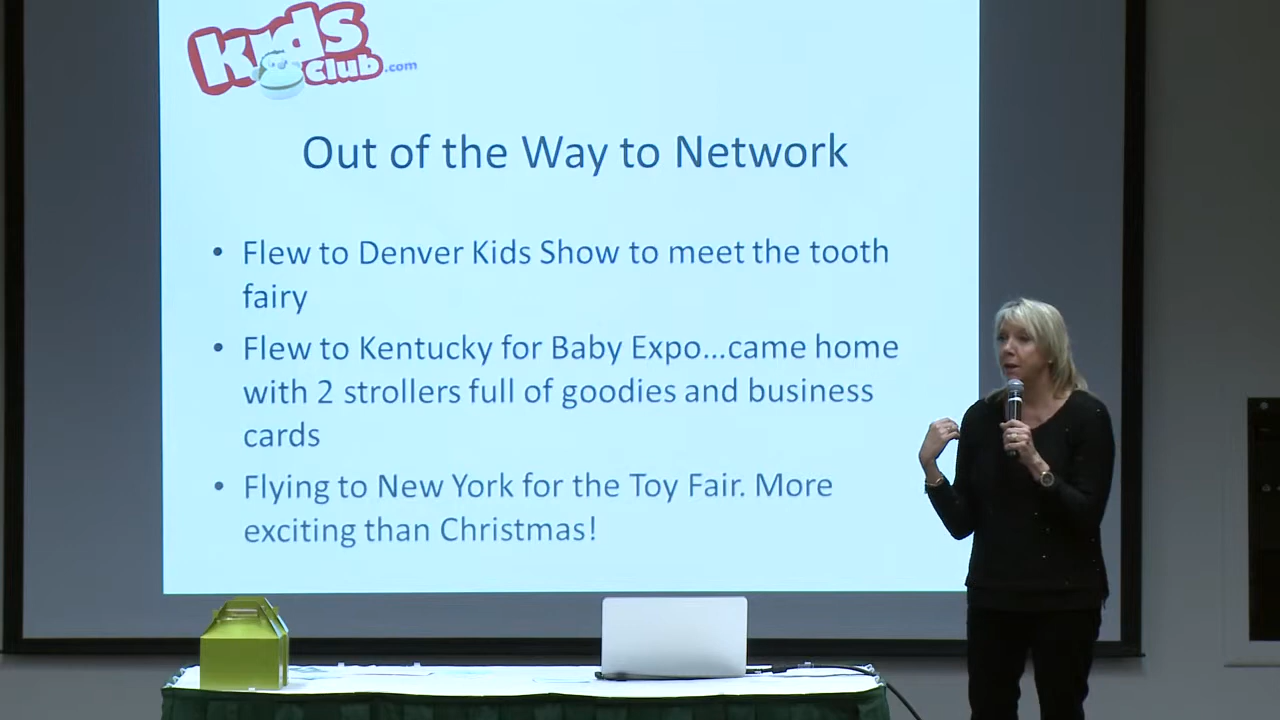 Kids
club.com
Out of the Way to Network
• Flew to Denver Kids Show to meet the tooth
fairy
• Flew to Kentucky for Baby Expo...came home
with 2 strollers full of goodies and business
cards
• Flying to New York for the Toy Fair. More
exciting than Christmas!